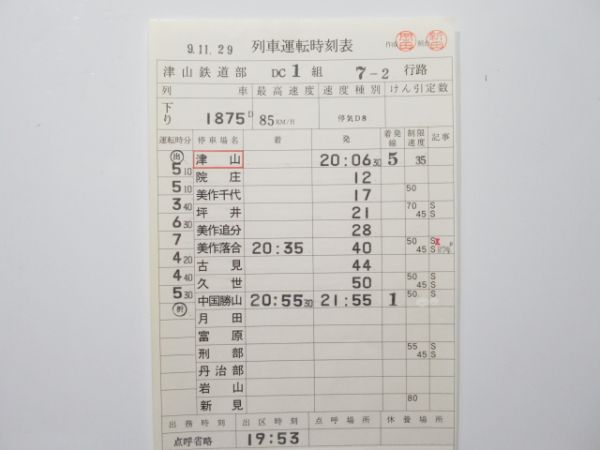 9.11.29 列車運転時刻表 作成
津山鉄道部 DC 1 組 7-2 行路
列車 最高速度 速度種別 けん引定数
下り 1875D 85KM/H 停気D8
運転時分 停車場名 着 発 着発線 制限速度 記事
出 津山 20:06 30 5 35
5 10 院庄 12
5 10 美作千代 17 50
3 40 坪井 21 70 45 S S
6 30 美作追分 28
7 美作落合 20:35 40 50 45 S S
4 20 古見 44
4 40 久世 50 50 45 S S
5 30 中国勝山 20:55 30 21:55 1 50 S
月田
富原
刑部 55 45 S S
丹治部
岩山
新見 80
出務時刻 出区時刻 点呼場所 休養場所
点呼省略 19:53